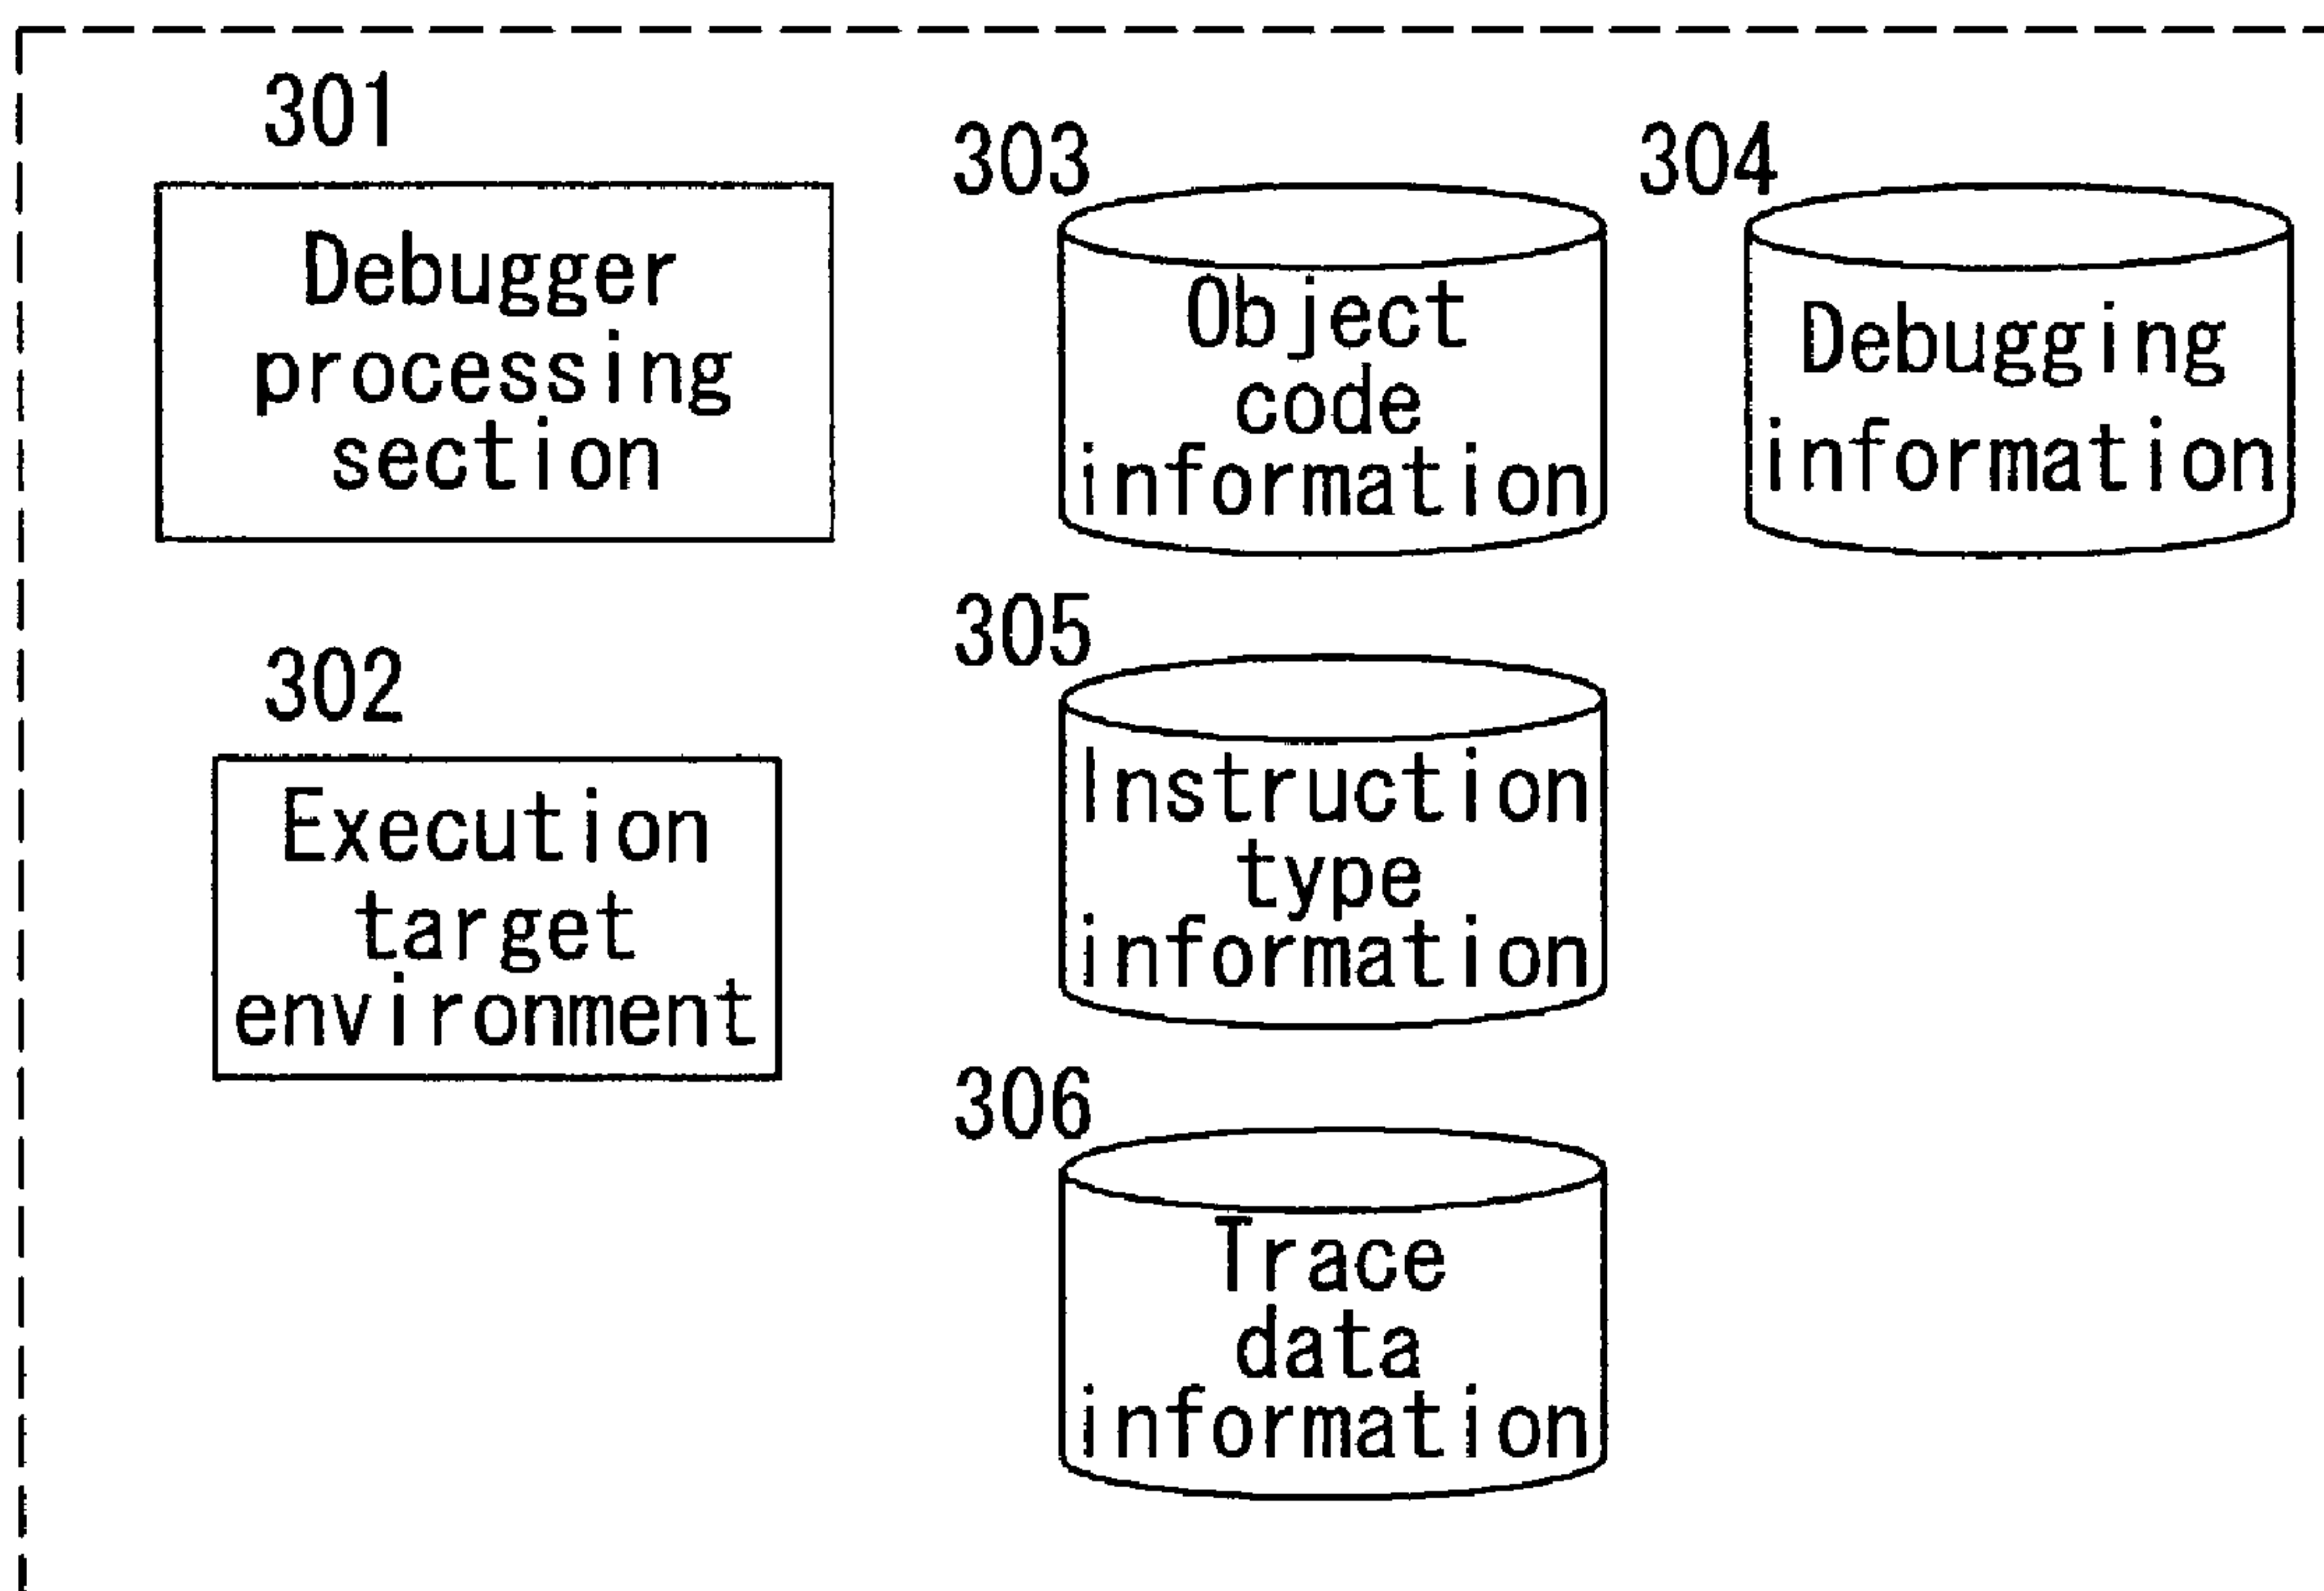 301
Debugger
processing
section
303
Object
code
information
304
Debugging
information
302
Execution
target
environment
305
Instruction
type
information
306
Trace
data
information